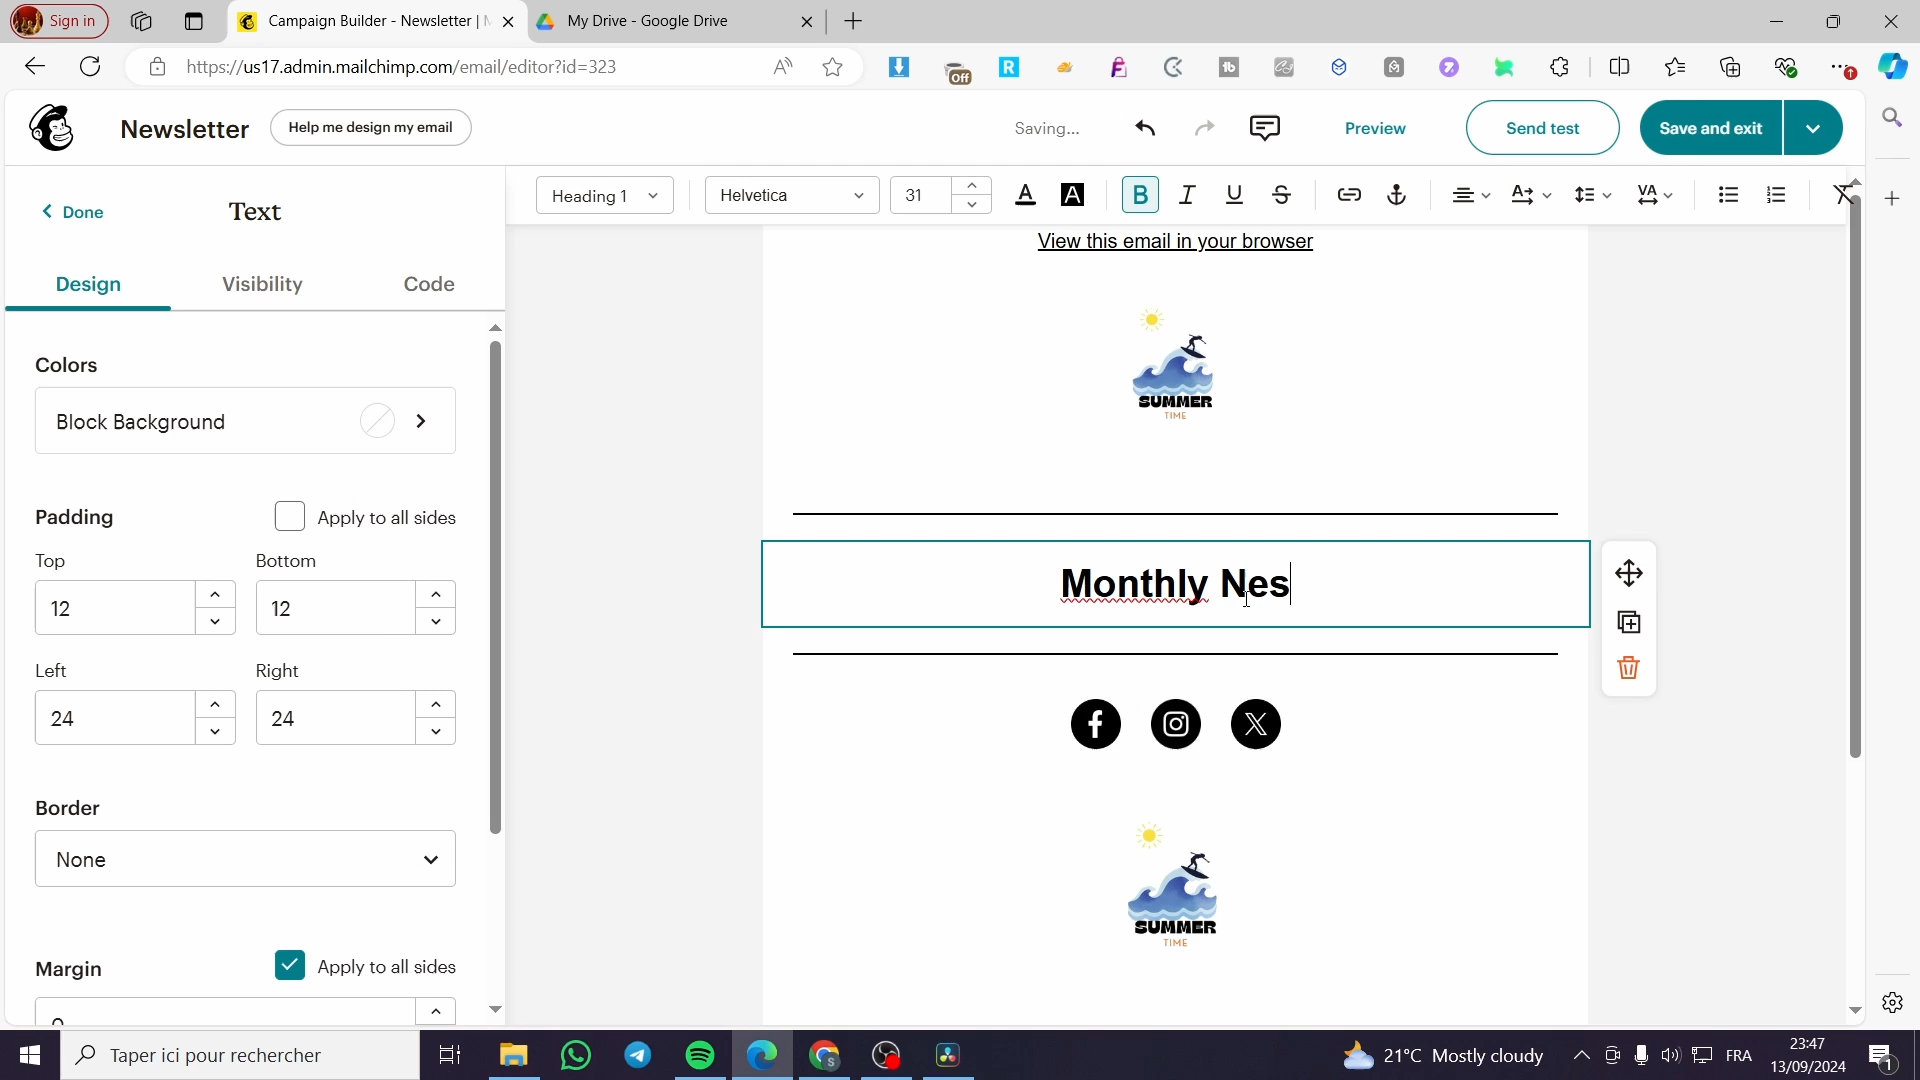 Sign in
Campaign Builder - Newsletter | M
My Drive - Google Drive
https://us17.admin.mailchimp.com/email/editor?id=323
Off
Newsletter
Help me design my email
Saving...
Preview
Send test
Save and exit
Done
Text
Heading 1
Helvetica
31
Design
Visibility
Code
View this email in your browser
Colors
Block Background
SUMMER
TIME
Padding
Apply to all sides
Top
Bottom
12
12
Monthly Nes
Left
Right
24
24
Border
None
SUMMER
TIME
Margin
Apply to all sides
0
Taper ici pour rechercher
21°C Mostly cloudy
FRA
23:47
13/09/2024
1